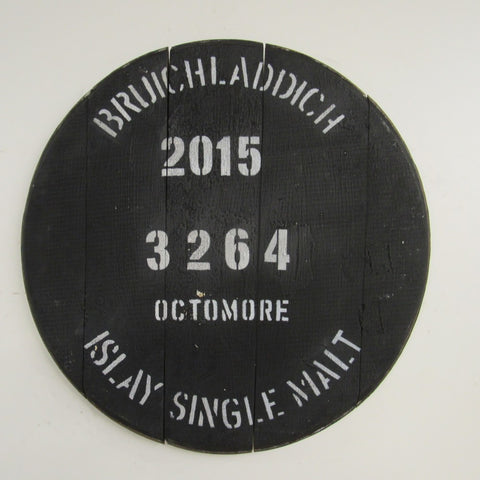 BRUICHLADDICH
2015
3264
OCTOMORE
ISLAY SINGLE MALT